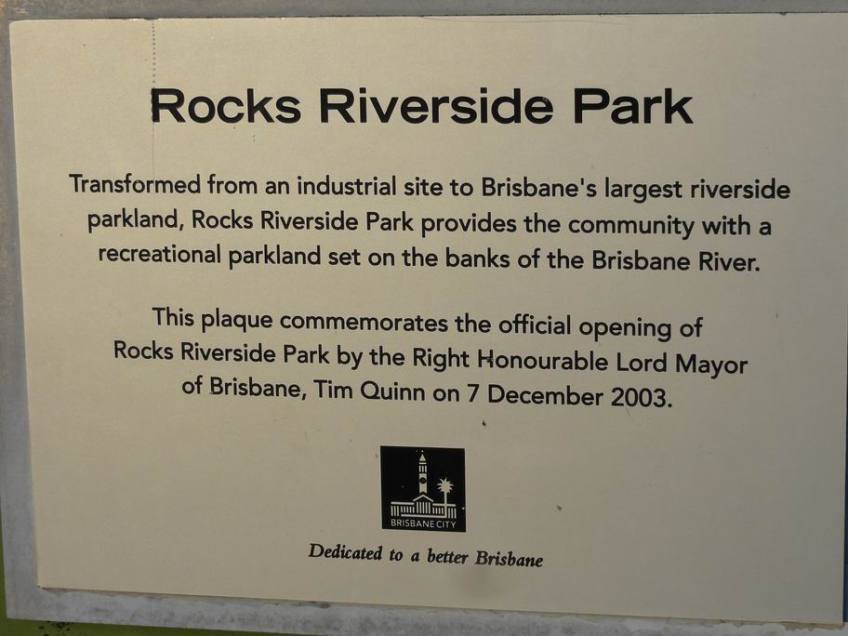 Rocks Riverside Park
Transformed from an industrial site to Brisbane's largest riverside
parkland, Rocks Riverside Park provides the community with a
recreational parkland set on the banks of the Brisbane River.
This plaque commemorates the official opening of
Rocks Riverside Park by the Right Honourable Lord Mayor
of Brisbane, Tim Quinn on 7 December 2003.
BRISBANE CITY
Dedicated to a better Brisbane